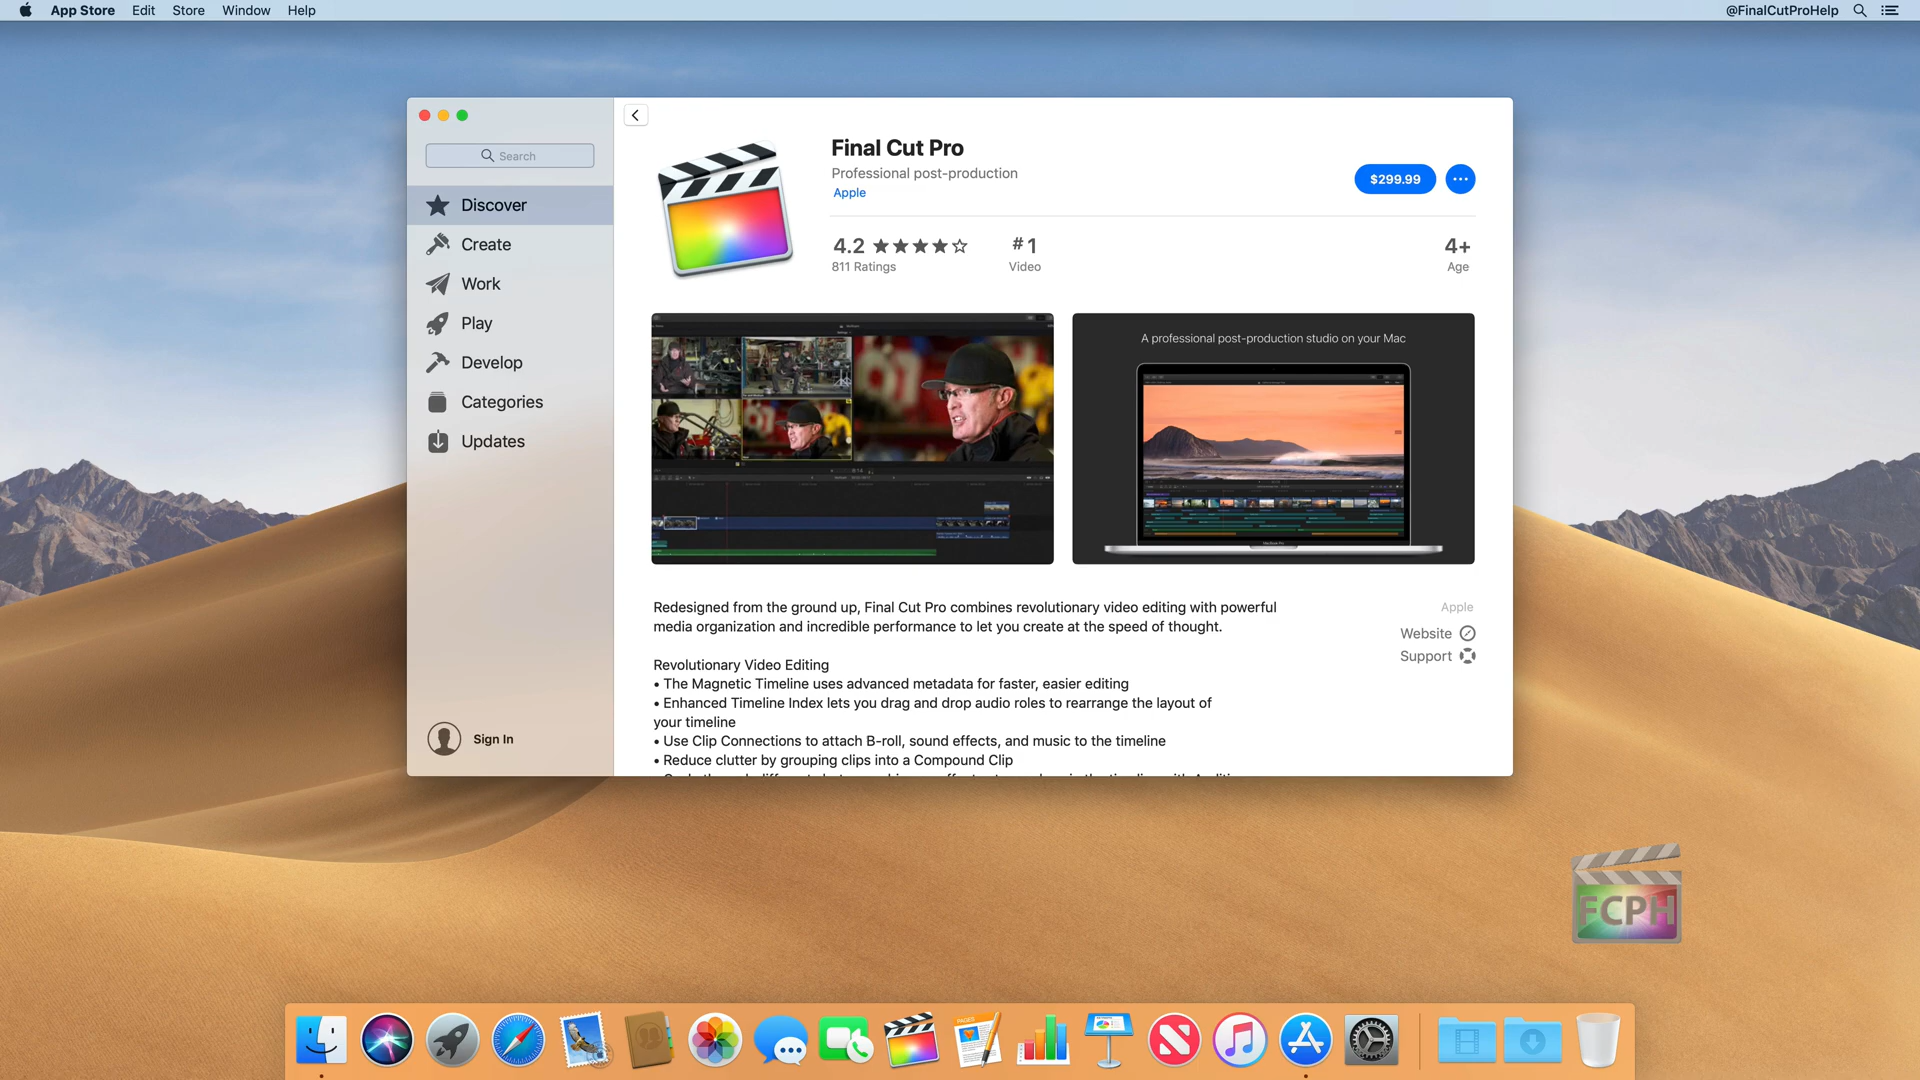 App Store Edit Store Window Help
@FinalCutProHelp
Search
Discover
Create
Work
Play
Develop
Categories
Updates
Sign In
Final Cut Pro
Professional post-production
Apple
$299.99
4.2
811 Ratings
#1
Video
4+
Age
A professional post-production studio on your Mac
MacBook Pro
Redesigned from the ground up, Final Cut Pro combines revolutionary video editing with powerful
media organization and incredible performance to let you create at the speed of thought.
Apple
Website
Support
Revolutionary Video Editing
• The Magnetic Timeline uses advanced metadata for faster, easier editing
• Enhanced Timeline Index lets you drag and drop audio roles to rearrange the layout of
your timeline
• Use Clip Connections to attach B-roll, sound effects, and music to the timeline
• Reduce clutter by grouping clips into a Compound Clip
FCPH
PAGES